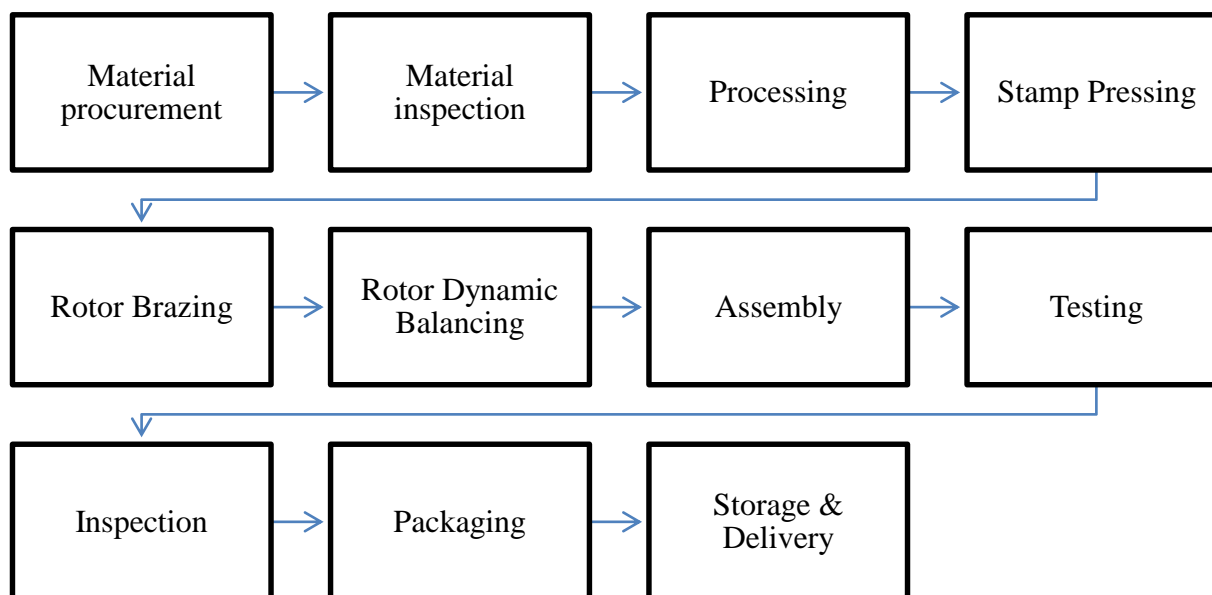 Material
procurement
Material
inspection
Processing
Stamp Pressing
Rotor Brazing
Rotor Dynamic
Balancing
Assembly
Testing
Inspection
Packaging
Storage &
Delivery